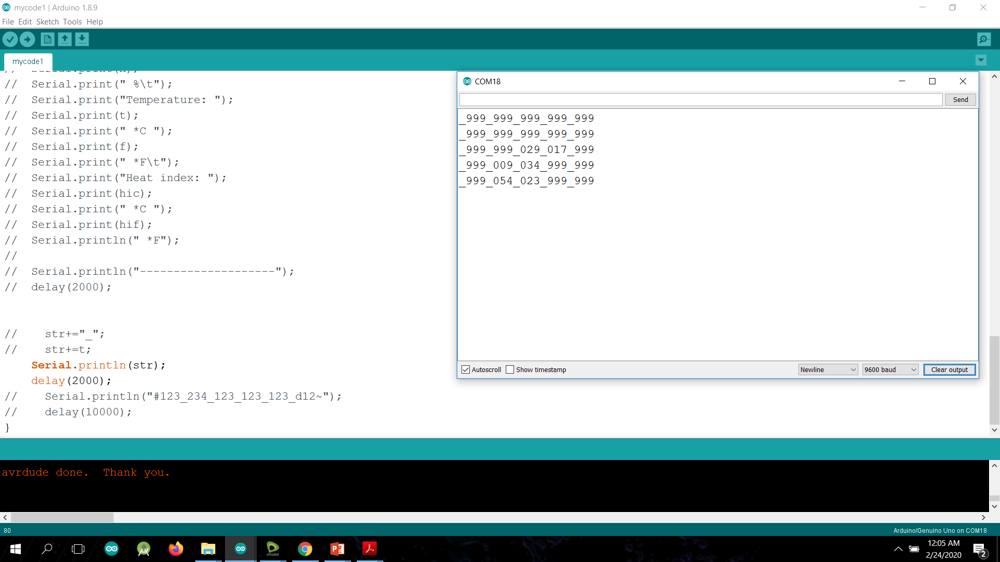 mycode1 | Arduino 1.8.9
File Edit Sketch Tools Help
mycode1
// Serial.print(" %\t");
// Serial.print("Temperature: ");
// Serial.print(t);
// Serial.print(" *C ");
// Serial.print(f);
// Serial.print(" *F\t");
// Serial.print("Heat index: ");
// Serial.print(hic);
// Serial.print(" *C ");
// Serial.print(hif);
// Serial.println(" *F");
//
// Serial.println("--------------------");
// delay(2000);
// str+="_";
// str+=t;
Serial.println(str);
delay(2000);
// Serial.println("#123_234_123_123_123_d12~");
// delay(10000);
}
COM18
Send
_999_999_999_999_999
_999_999_999_999_999
_999_999_029_017_999
_999_009_034_999_999
_999_054_023_999_999
Autoscroll Show timestamp Newline 9600 baud Clear output
avrdude done. Thank you.
80 Arduino/Genuino Uno on COM18
etisalat
12:05 AM
2/24/2020
2